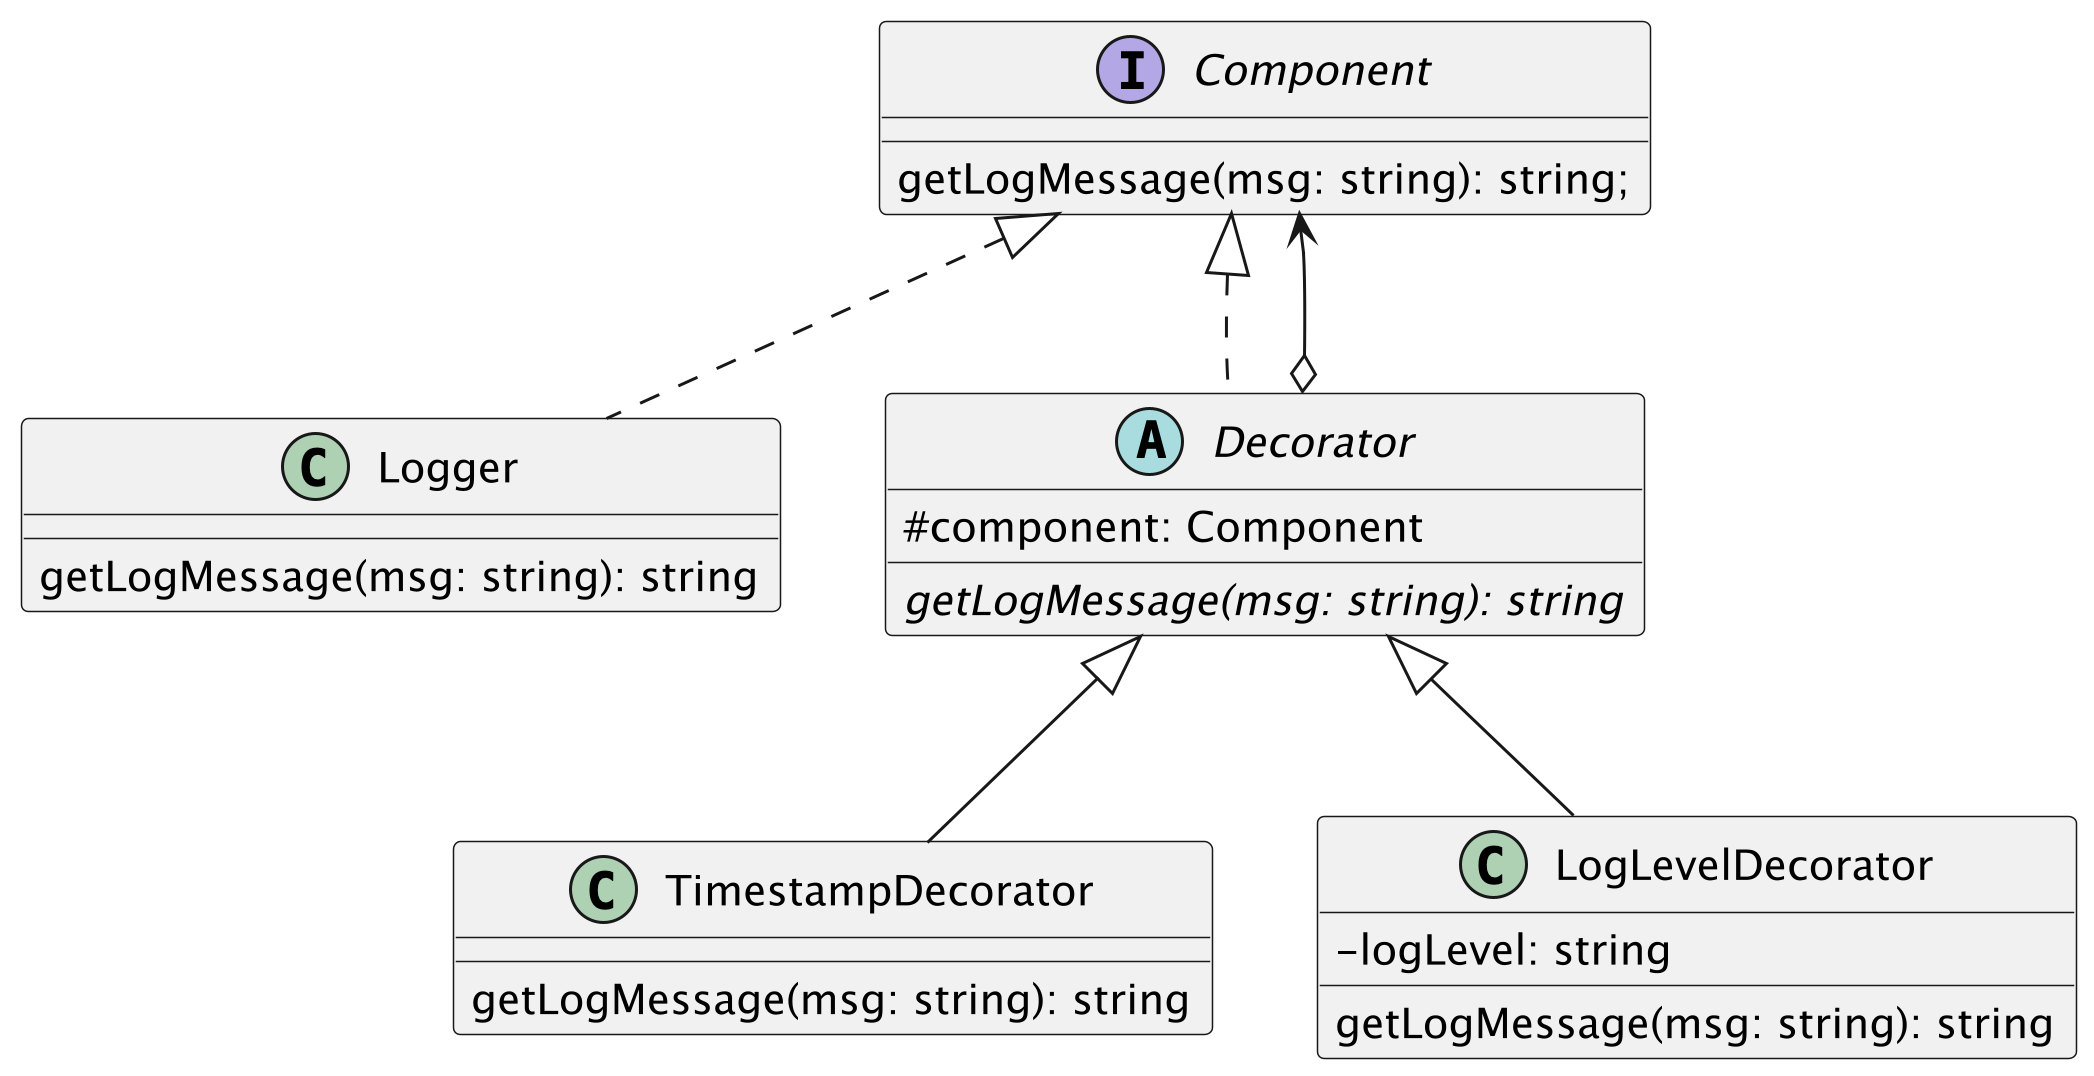 I Component
getLogMessage(msg: string): string;
C Logger
getLogMessage(msg: string): string
A Decorator
#component: Component
getLogMessage(msg: string): string
C TimestampDecorator
getLogMessage(msg: string): string
C LogLevelDecorator
-logLevel: string
getLogMessage(msg: string): string